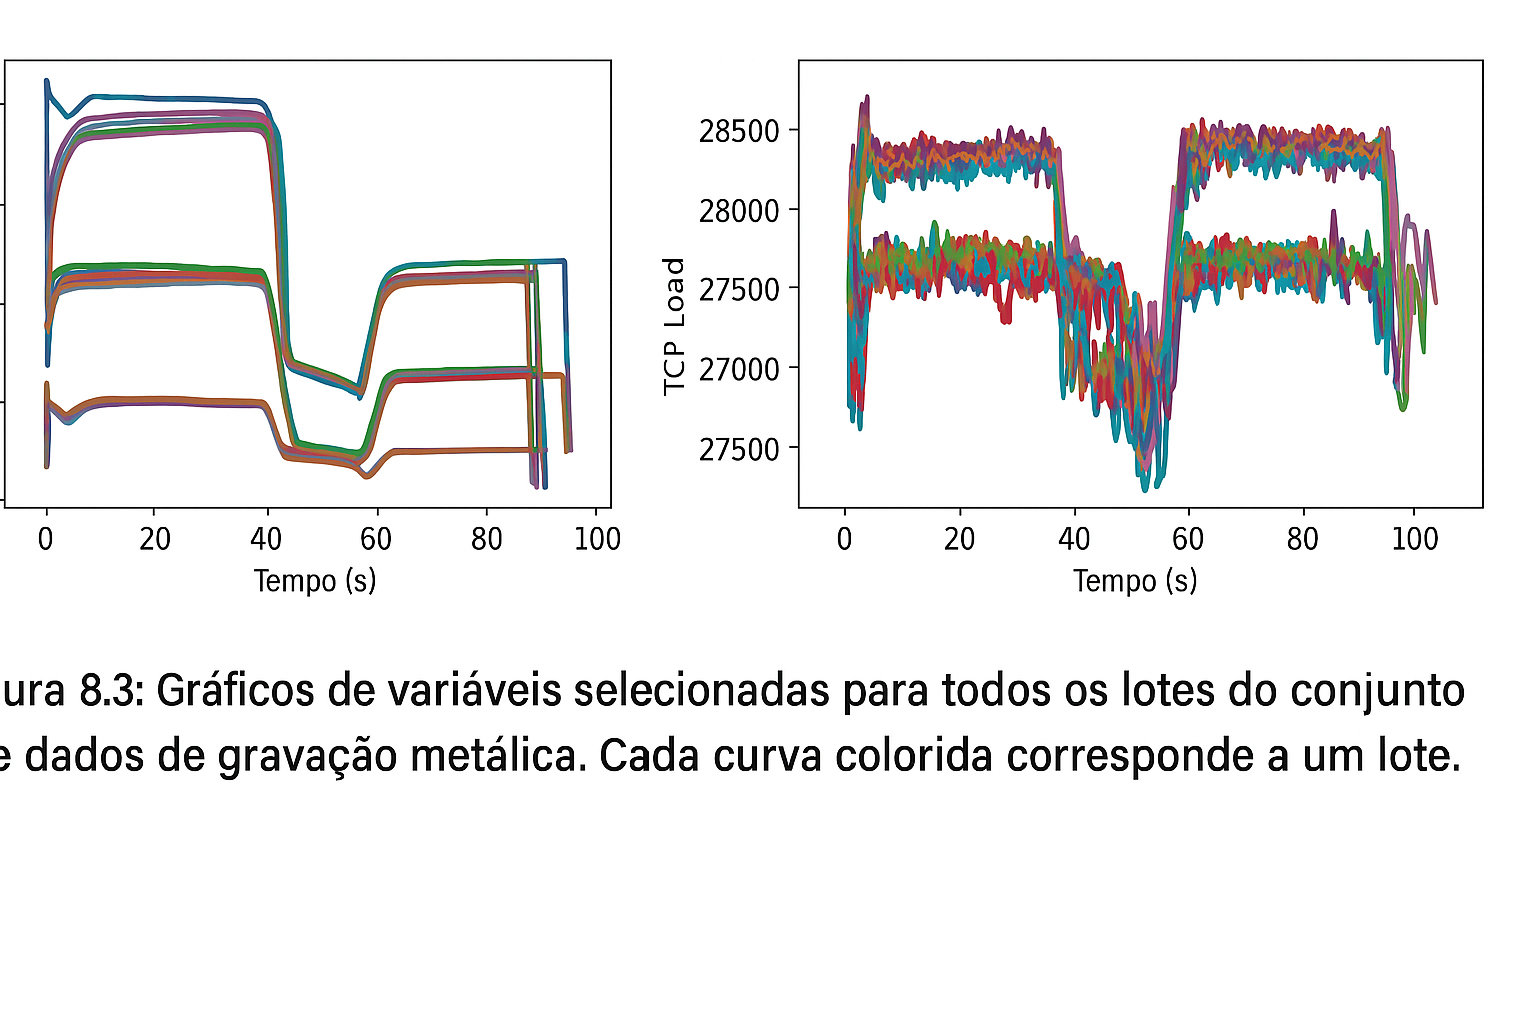 28500
28000
27500
27000
27500
TCP Load
0 20 40 60 80 100
Tempo (s)
0 20 40 60 80 100
Tempo (s)
ura 8.3: Gráficos de variáveis selecionadas para todos os lotes do conjunto
e dados de gravação metálica. Cada curva colorida corresponde a um lote.